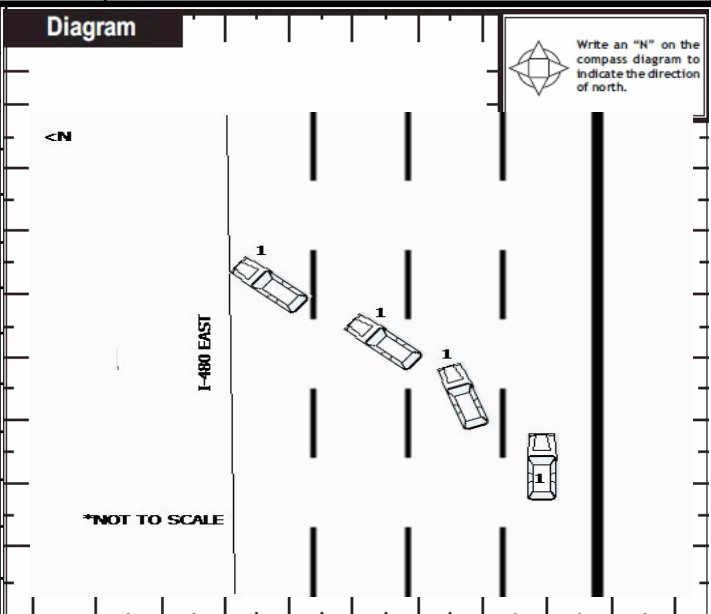 Diagram
Write an “N” on the
compass diagram to
indicate the direction
of north.
<N
1
1
1
I-480 EAST
1
*NOT TO SCALE